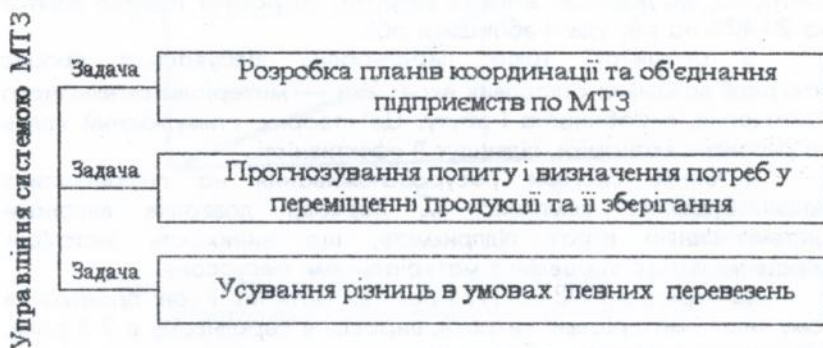 Управління системою МТЗ
Задача
Розробка планів координації та об'єднання
підприємств по МТЗ
Задача
Прогнозування попиту і визначення потреб у
переміщенні продукції та її зберігання
Задача
Усування різниць в умовах певних перевезень